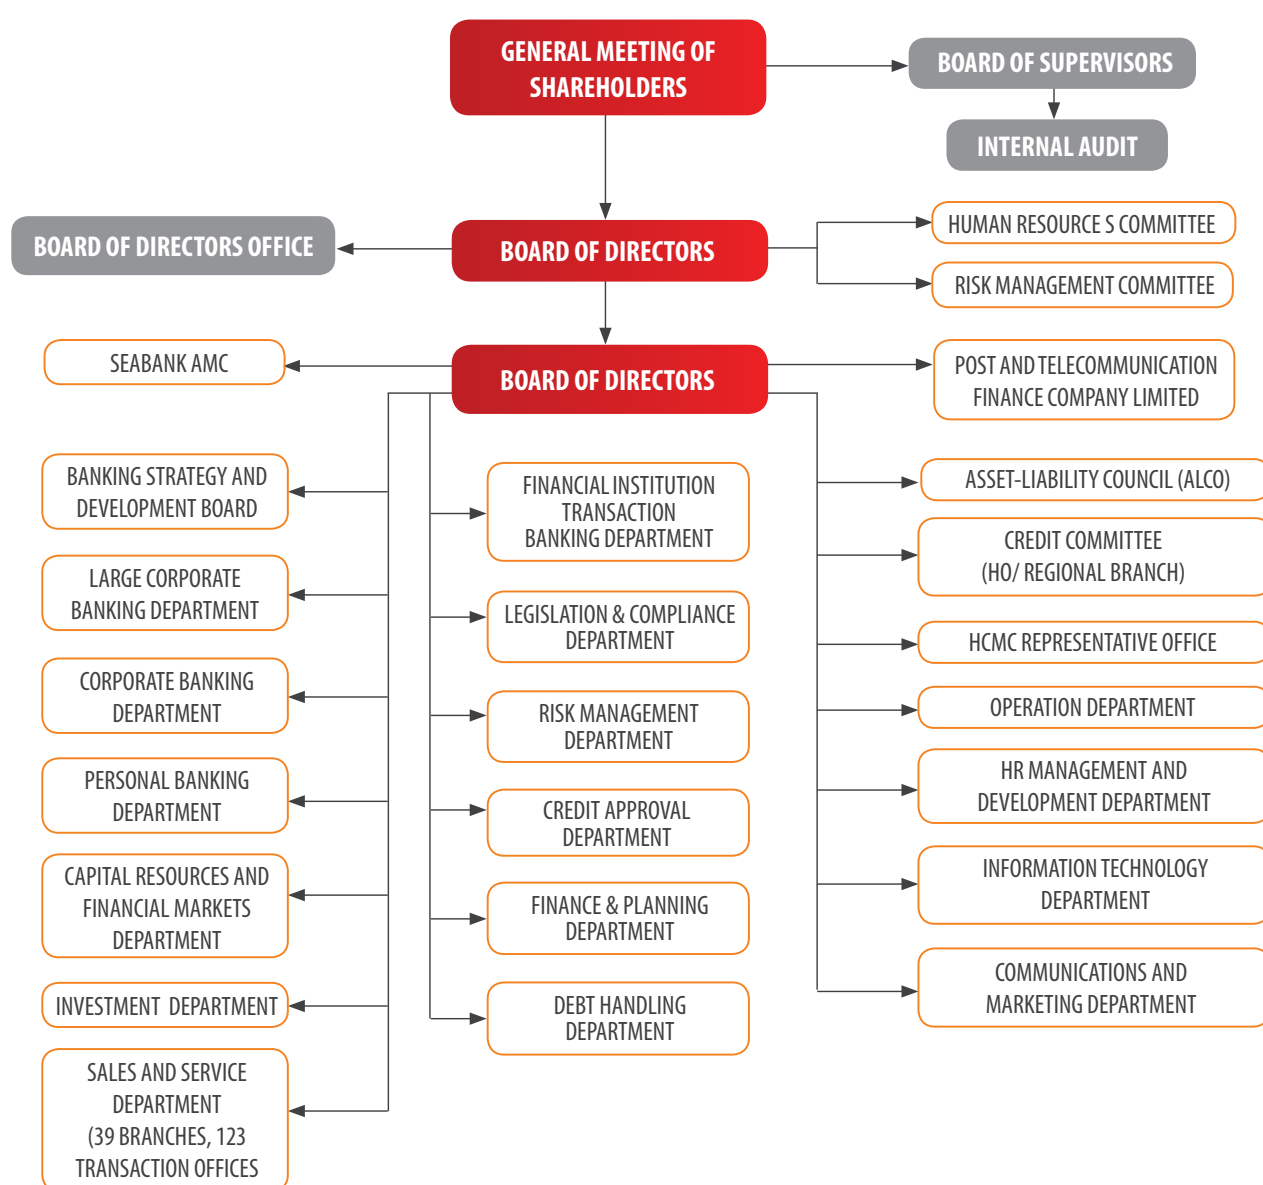 GENERAL MEETING OF
SHAREHOLDERS
BOARD OF SUPERVISORS
INTERNAL AUDIT
BOARD OF DIRECTORS OFFICE
BOARD OF DIRECTORS
HUMAN RESOURCE S COMMITTEE
RISK MANAGEMENT COMMITTEE
SEABANK AMC
BOARD OF DIRECTORS
POST AND TELECOMMUNICATION
FINANCE COMPANY LIMITED
BANKING STRATEGY AND
DEVELOPMENT BOARD
LARGE CORPORATE
BANKING DEPARTMENT
CORPORATE BANKING
DEPARTMENT
PERSONAL BANKING
DEPARTMENT
CAPITAL RESOURCES AND
FINANCIAL MARKETS
DEPARTMENT
INVESTMENT DEPARTMENT
SALES AND SERVICE
DEPARTMENT
(39 BRANCHES, 123
TRANSACTION OFFICES
FINANCIAL INSTITUTION
TRANSACTION
BANKING DEPARTMENT
LEGISLATION & COMPLIANCE
DEPARTMENT
RISK MANAGEMENT
DEPARTMENT
CREDIT APPROVAL
DEPARTMENT
FINANCE & PLANNING
DEPARTMENT
DEBT HANDLING
DEPARTMENT
ASSET-LIABILITY COUNCIL (ALCO)
CREDIT COMMITTEE
(HO/ REGIONAL BRANCH)
HCMC REPRESENTATIVE OFFICE
OPERATION DEPARTMENT
HR MANAGEMENT AND
DEVELOPMENT DEPARTMENT
INFORMATION TECHNOLOGY
DEPARTMENT
COMMUNICATIONS AND
MARKETING DEPARTMENT